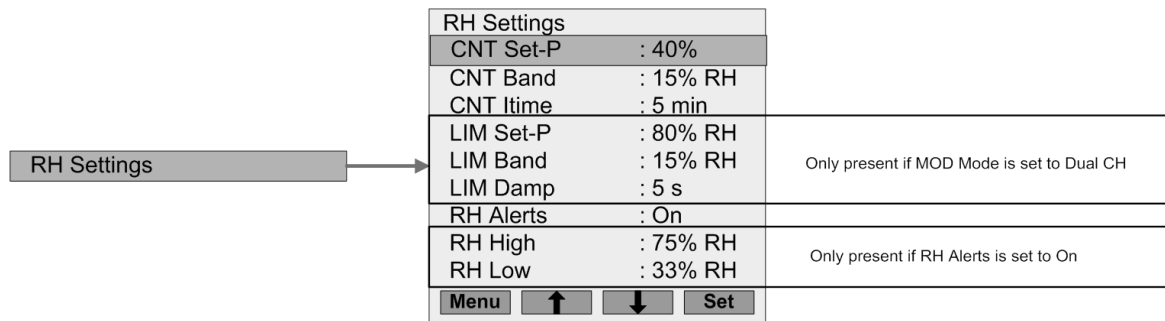 RH Settings
RH Settings
CNT Set-P : 40%
CNT Band : 15% RH
CNT Itime : 5 min
LIM Set-P : 80% RH
LIM Band : 15% RH
LIM Damp : 5 s
Only present if MOD Mode is set to Dual CH
RH Alerts : On
RH High : 75% RH
RH Low : 33% RH
Only present if RH Alerts is set to On
Menu ↑ ↓ Set